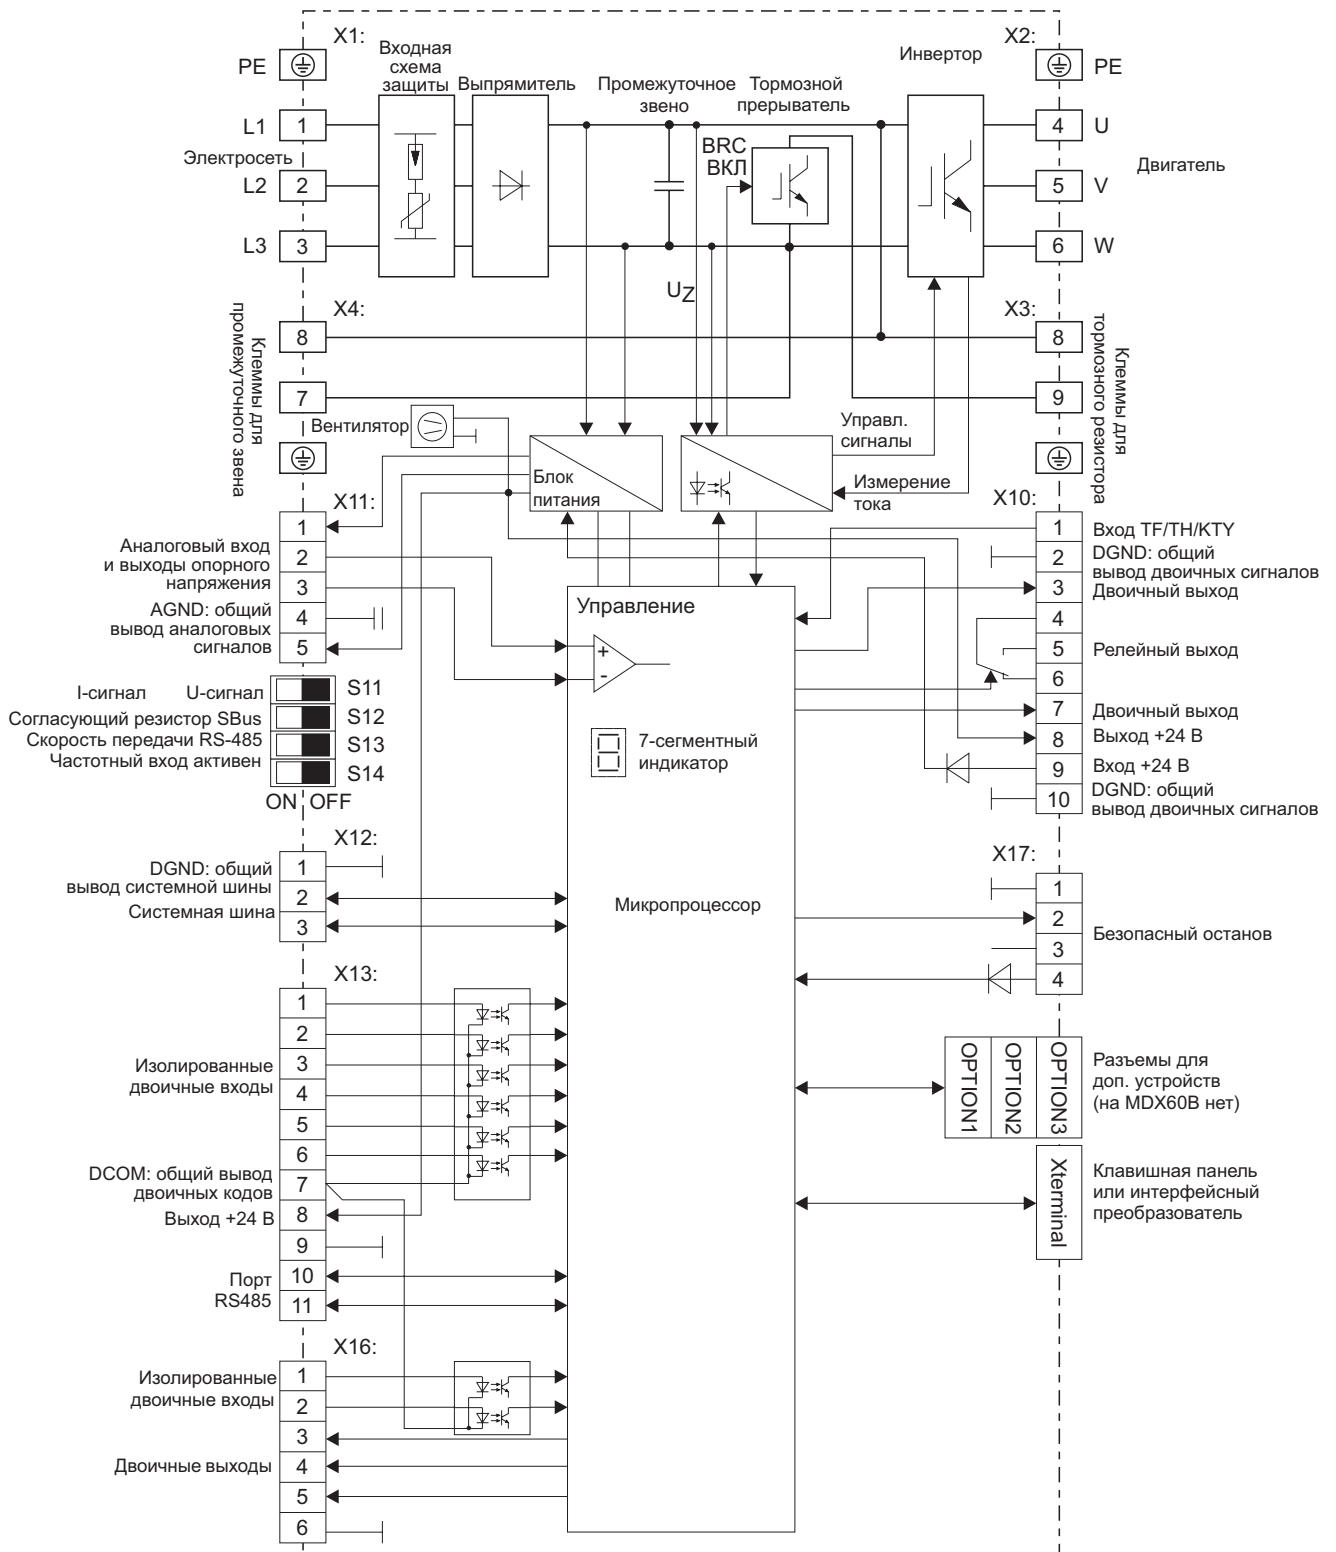 X1:
X2:
PE
Входная
схема
защиты
Выпрямитель
Промежуточное
звено
Тормозной
прерыватель
Инвертор
PE
L1
1
4
U
Электросеть
BRC
ВКЛ
Двигатель
L2
2
5
V
L3
3
6
W
UZ
X4:
X3:
8
8
7
9
Клеммы для
промежуточного звена
Клеммы для
тормозного резистора
Вентилятор
Управл.
сигналы
Блок
питания
Измерение
тока
X11:
X10:
1
2
3
4
5
Аналоговый вход
и выходы опорного
напряжения
AGND: общий
вывод аналоговых
сигналов
Управление
+
-
1
2
3
4
5
6
7
8
9
10
Вход TF/TH/KTY
DGND: общий
вывод двоичных сигналов
Двоичный выход
Релейный выход
Двоичный выход
Выход +24 В
Вход +24 В
DGND: общий
вывод двоичных сигналов
I-сигнал
U-сигнал
S11
Согласующий резистор SBus
S12
Скорость передачи RS-485
S13
Частотный вход активен
S14
ON
OFF
7-сегментный
индикатор
X12:
1
2
3
DGND: общий
вывод системной шины
Системная шина
Микропроцессор
X17:
1
2
3
4
Безопасный останов
X13:
1
2
3
4
5
6
7
8
9
10
11
Изолированные
двоичные входы
DCOM: общий вывод
двоичных кодов
Выход +24 В
Порт
RS485
OPTION1
OPTION2
OPTION3
Разъемы для
доп. устройств
(на MDX60B нет)
Xterminal
Клавишная панель
или интерфейсный
преобразователь
X16:
1
2
3
4
5
6
Изолированные
двоичные входы
Двоичные выходы